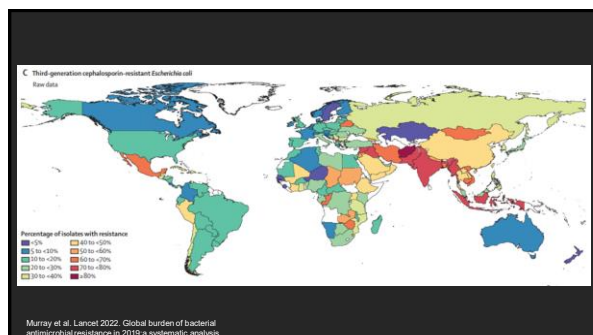 C Third-generation cephalosporin-resistant Escherichia coli
Raw data
Percentage of isolates with resistance
<5%
5 to <10%
10 to <20%
20 to <30%
30 to <40%
40 to <50%
50 to <60%
60 to <70%
70 to <80%
≥80%
Murray et al. Lancet 2022. Global burden of bacterial
antimicrobial resistance in 2019:a systematic analysis